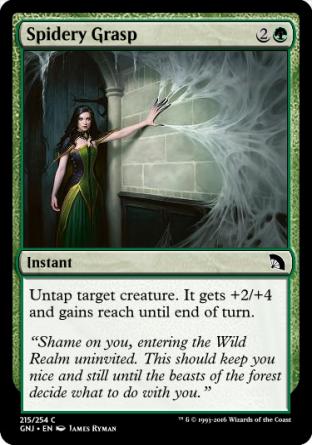 Spidery Grasp 2
Instant
Untap target creature. It gets +2/+4
and gains reach until end of turn.
“Shame on you, entering the Wild
Realm uninvited. This should keep you
nice and still until the beasts of the forest
decide what to do with you.”
215/254 C
™ & © 1993-2016 Wizards of the Coast
GNJ • EN James Ryman